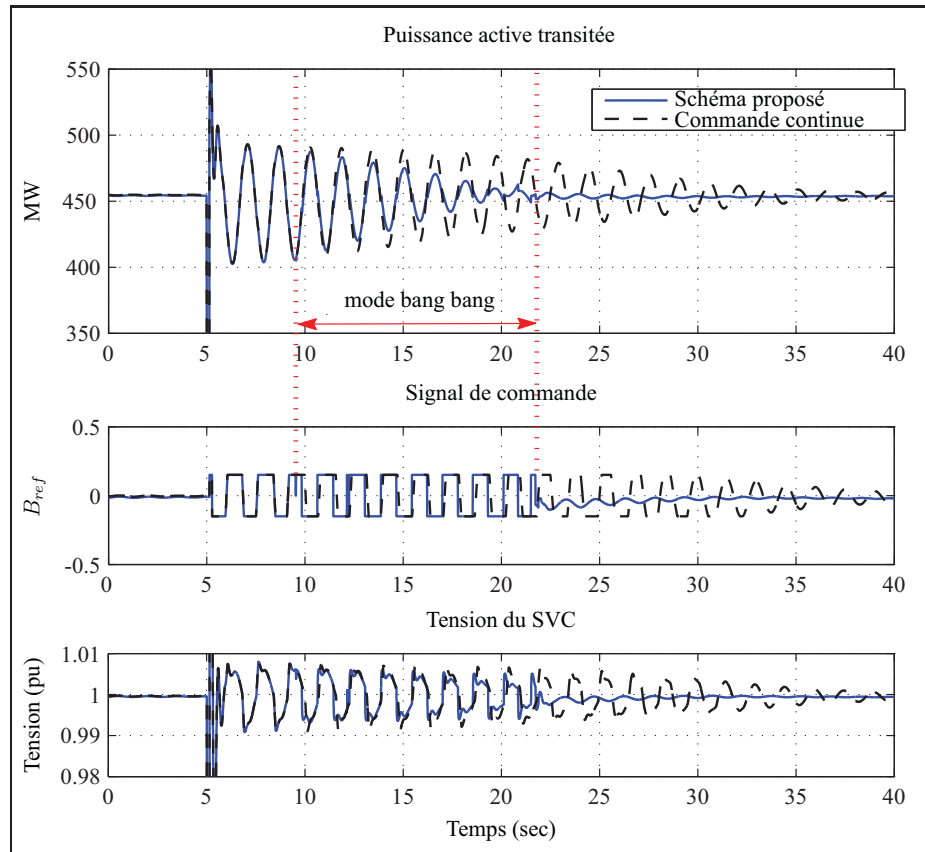 Puissance active transitée
550
500
450
400
350
MW
Schéma proposé
Commande continue
mode bang bang
0 5 10 15 20 25 30 35 40
Signal de commande
0.5
0
-0.5
B_ref
0 5 10 15 20 25 30 35 40
Tension du SVC
1.01
1
0.99
0.98
Tension (pu)
0 5 10 15 20 25 30 35 40
Temps (sec)